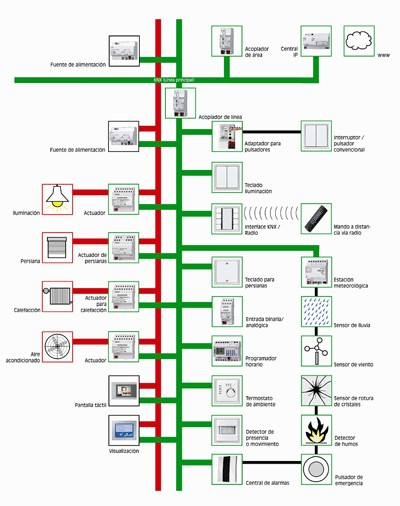 Fuente de alimentación
Acoplador
de área
Central
IP
www
KNX (Línea principal)
Acoplador de línea
Fuente de alimentación
Adaptador para
pulsadores
Interruptor /
pulsador
convencional
Teclado
iluminación
Iluminación
Actuador
Interface KNX /
Radio
Mando a distan-
cia vía radio
Persiana
Actuador de
persianas
Teclado para
persianas
Estación
meteorológica
Calefacción
Actuador
para
calefacción
Entrada binaria/
analógica
Sensor de lluvia
Aire
acondicionado
Actuador
Programador
horario
Sensor de viento
Pantalla táctil
Termostato
de ambiente
Sensor de rotura
de cristales
Visualización
Detector de
presencia
o movimiento
Detector
de humos
Central de alarmas
Pulsador de
emergencia